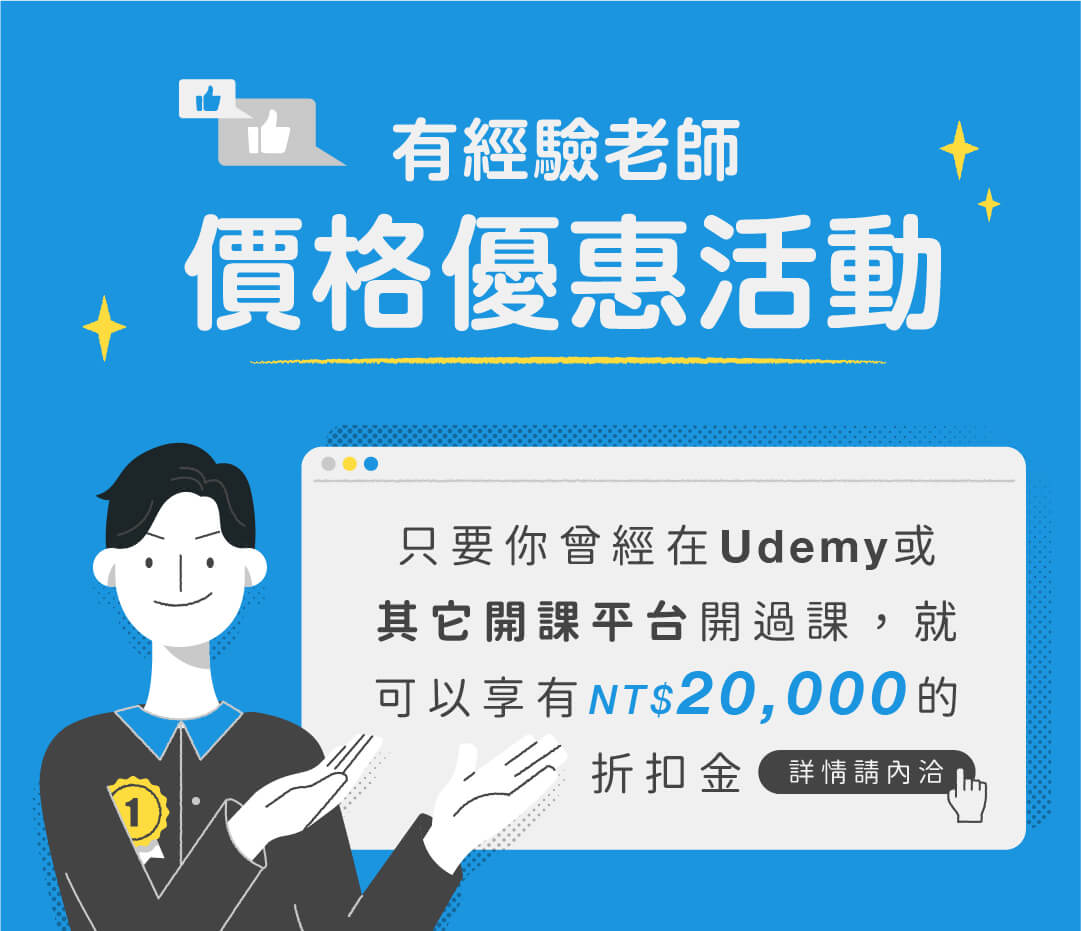 有經驗老師
價格優惠活動
只要你曾經在Udemy或
其它開課平台開過課，就
可以享有NT$20,000的
折扣金 詳情請內洽
1